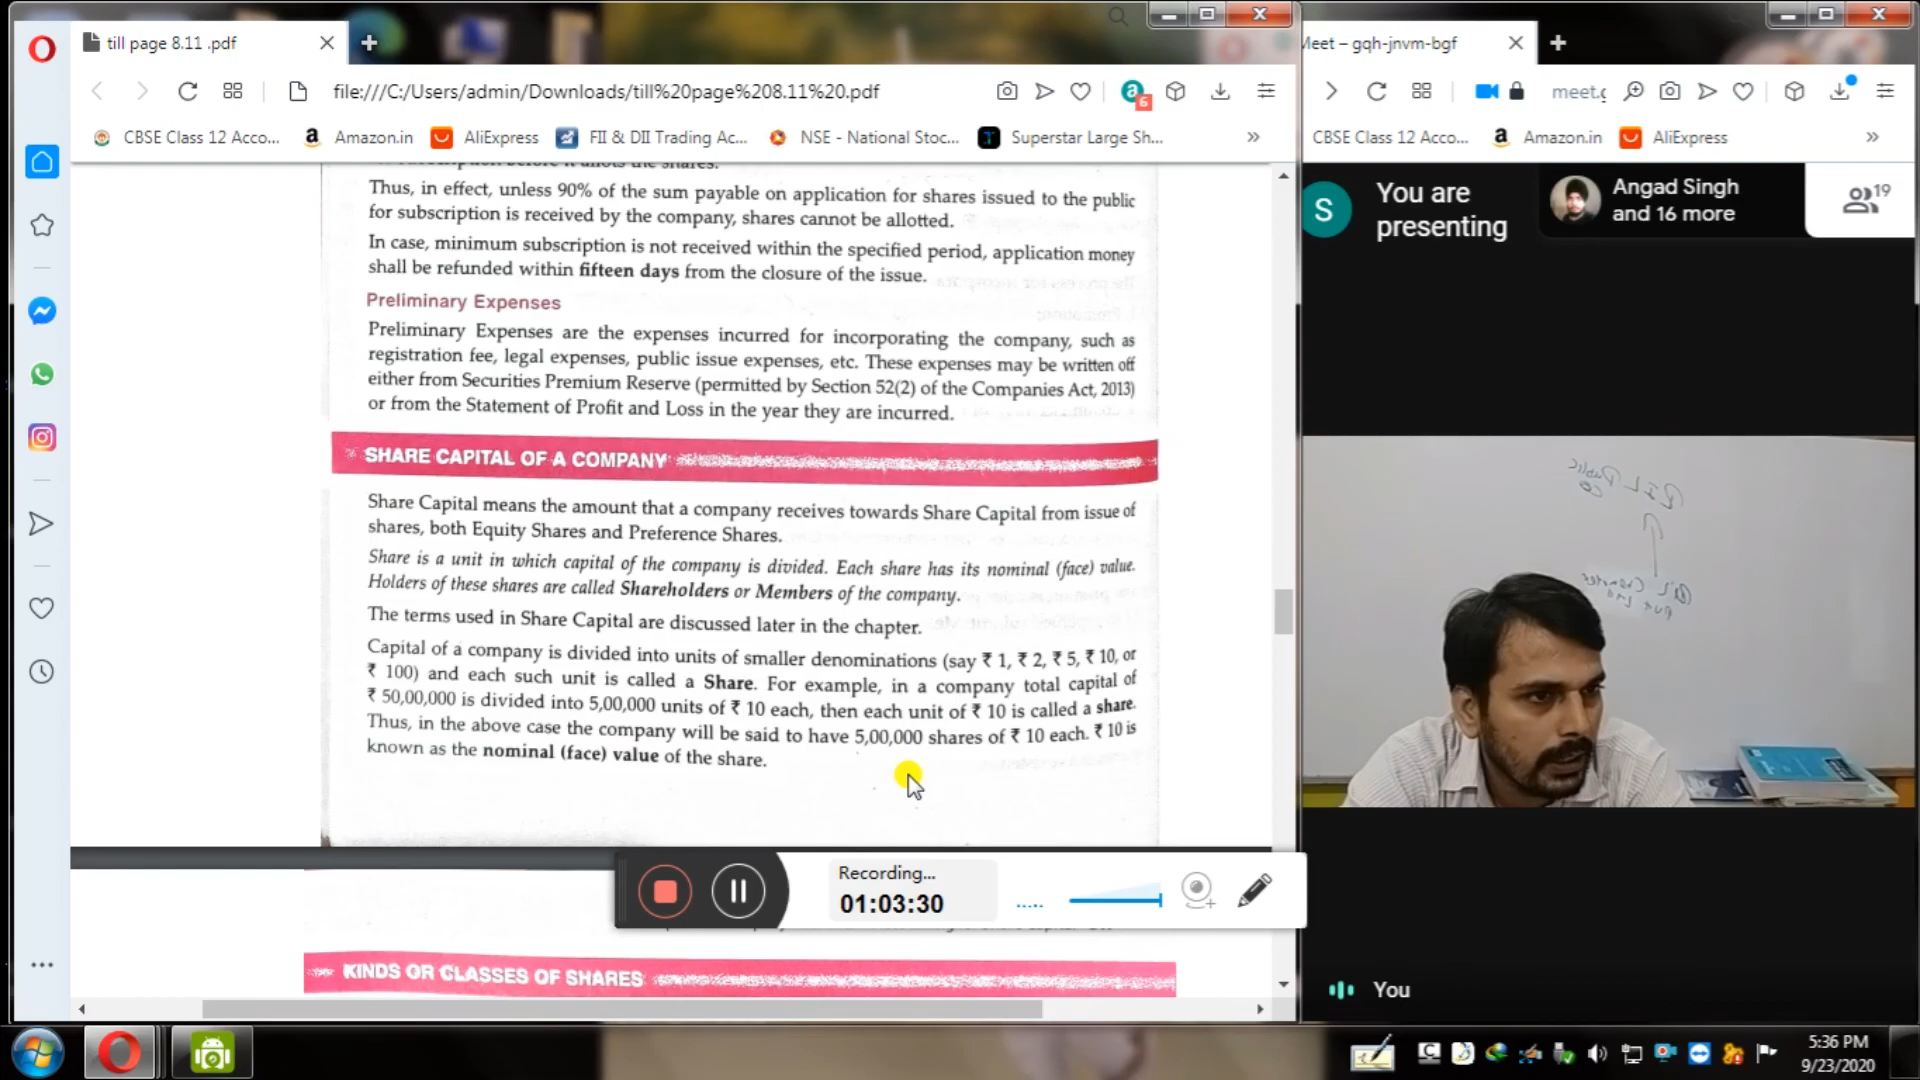 till page 8.11 .pdf
file:///C:/Users/admin/Downloads/till%20page%208.11%20.pdf
6
CBSE Class 12 Acco...
Amazon.in
AliExpress
FII & DII Trading Ac...
NSE - National Stoc...
Superstar Large Sh...
»
subscription before it allots the shares.
Thus, in effect, unless 90% of the sum payable on application for shares issued to the public
for subscription is received by the company, shares cannot be allotted.
In case, minimum subscription is not received within the specified period, application money
shall be refunded within fifteen days from the closure of the issue.
Preliminary Expenses
Preliminary Expenses are the expenses incurred for incorporating the company, such as
registration fee, legal expenses, public issue expenses, etc. These expenses may be written off
either from Securities Premium Reserve (permitted by Section 52(2) of the Companies Act, 2013)
or from the Statement of Profit and Loss in the year they are incurred.
SHARE CAPITAL OF A COMPANY
Share Capital means the amount that a company receives towards Share Capital from issue of
shares, both Equity Shares and Preference Shares.
Share is a unit in which capital of the company is divided. Each share has its nominal (face) value.
Holders of these shares are called Shareholders or Members of the company.
The terms used in Share Capital are discussed later in the chapter.
Capital of a company is divided into units of smaller denominations (say ₹ 1, ₹ 2, ₹ 5, ₹ 10, or
₹ 100) and each such unit is called a Share. For example, in a company total capital of
₹ 50,00,000 is divided into 5,00,000 units of ₹ 10 each, then each unit of ₹ 10 is called a share.
Thus, in the above case the company will be said to have 5,00,000 shares of ₹ 10 each. ₹ 10 is
known as the nominal (face) value of the share.
Recording...
01:03:30
KINDS OR CLASSES OF SHARES
Meet – gqh-jnvm-bgf
meet.g
CBSE Class 12 Acco...
Amazon.in
AliExpress
»
S
You are
presenting
Angad Singh
and 16 more
19
RIL Public
Co
You
5:36 PM
9/23/2020